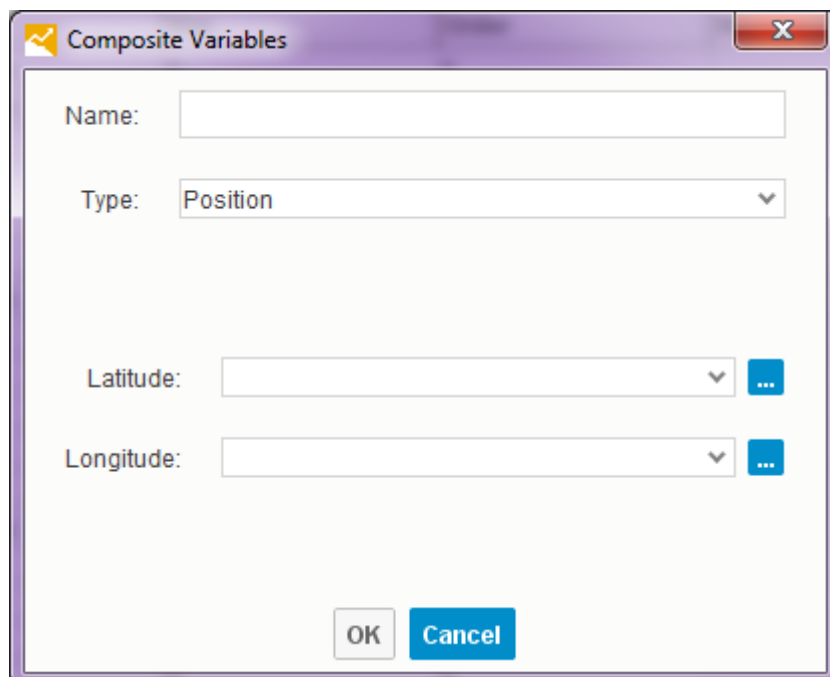 Composite Variables
Name:
Type: Position
Latitude: ...
Longitude: ...
OK Cancel